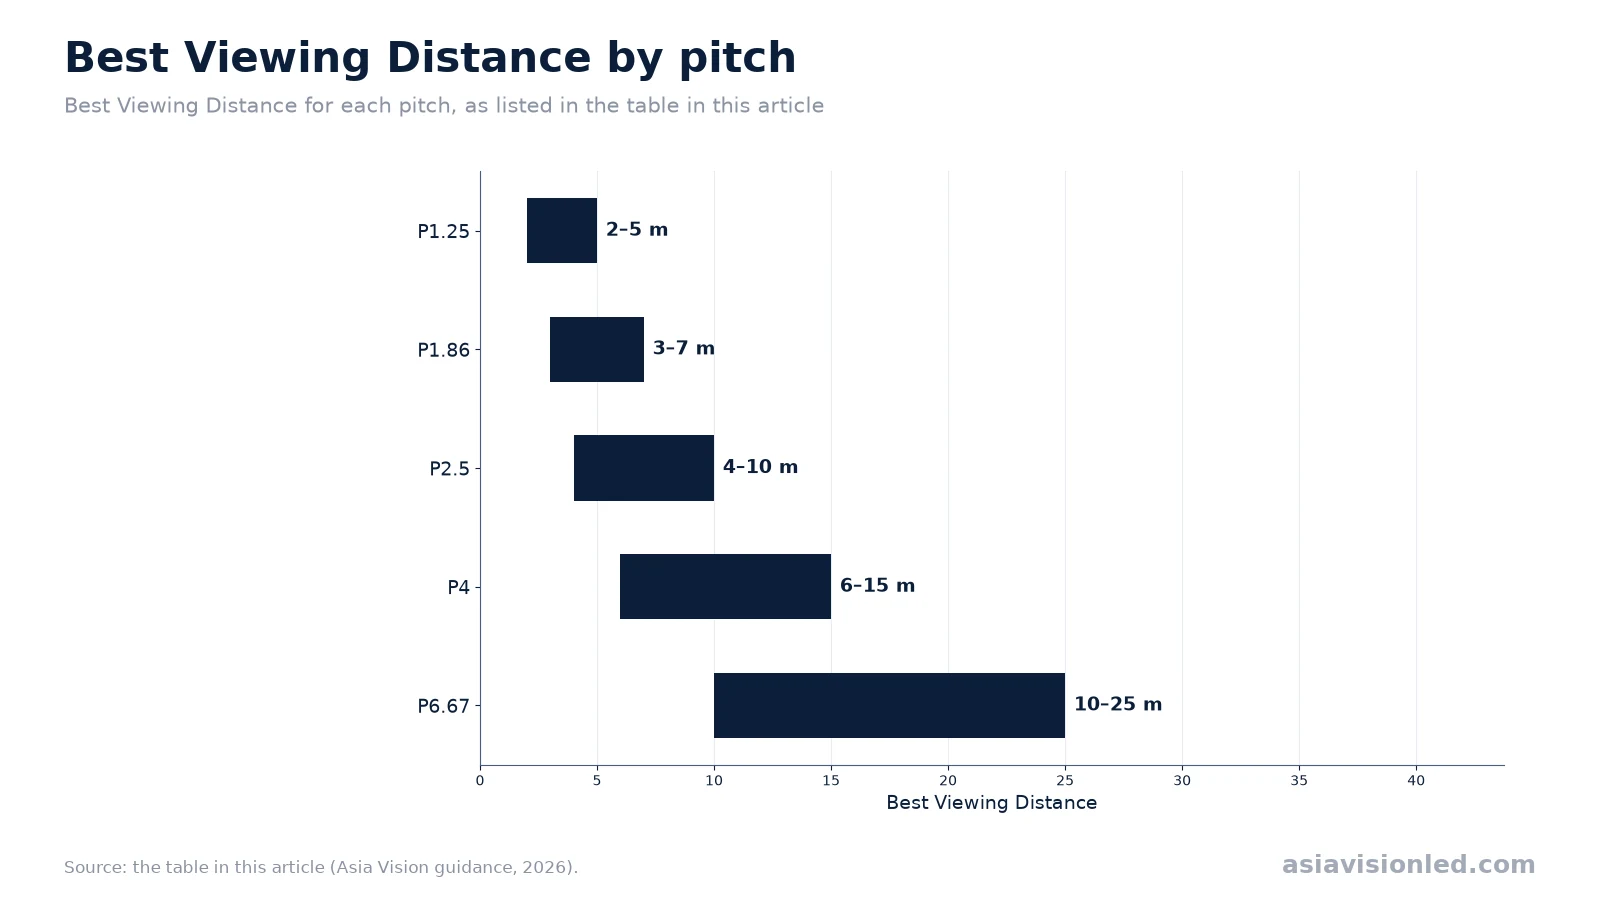 Best Viewing Distance by pitch
Best Viewing Distance for each pitch, as listed in the table in this article
P1.25
2–5 m
P1.86
3–7 m
P2.5
4–10 m
P4
6–15 m
P6.67
10–25 m
0 5 10 15 20 25 30 35 40
Best Viewing Distance
Source: the table in this article (Asia Vision guidance, 2026).
asiavisionled.com